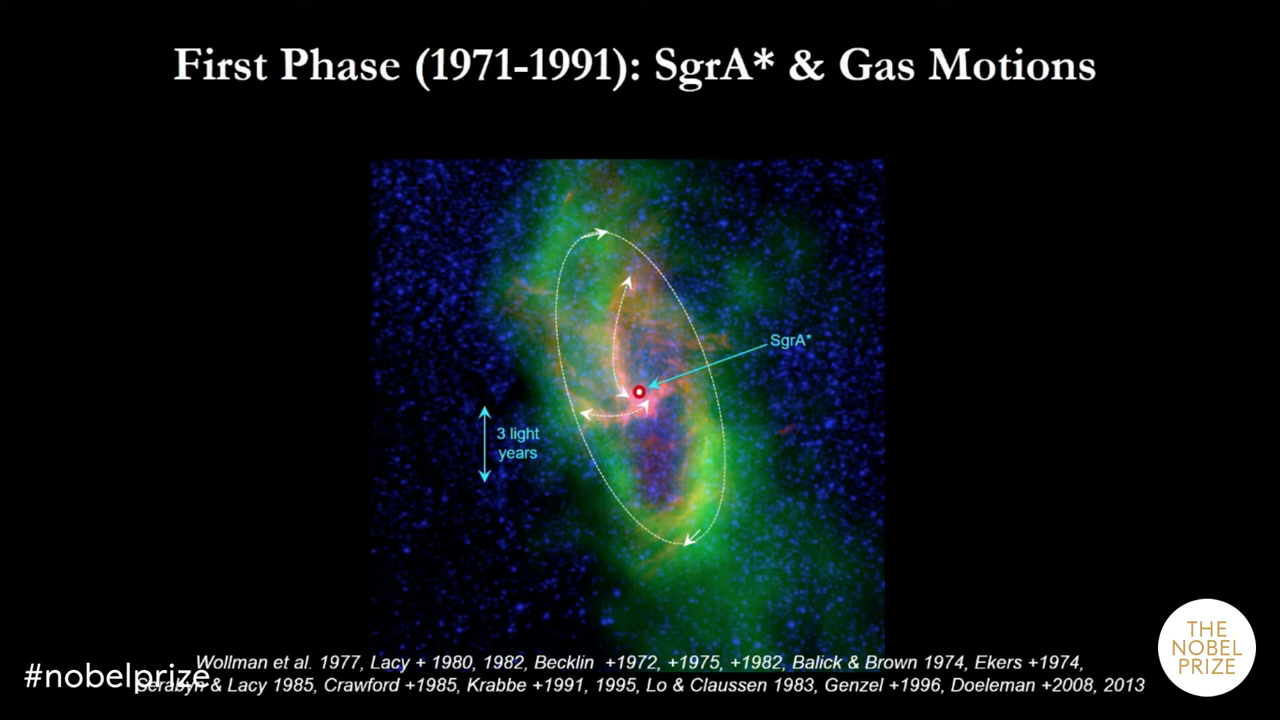 First Phase (1971-1991): SgrA* & Gas Motions
SgrA*
3 light
years
Wollman et al. 1977, Lacy + 1980, 1982, Becklin +1972, +1975, +1982, Balick & Brown 1974, Ekers +1974,
#nobelprize
& Lacy 1985, Crawford +1985, Krabbe +1991, 1995, Lo & Claussen 1983, Genzel +1996, Doeleman +2008, 2013
THE
NOBEL
PRIZE